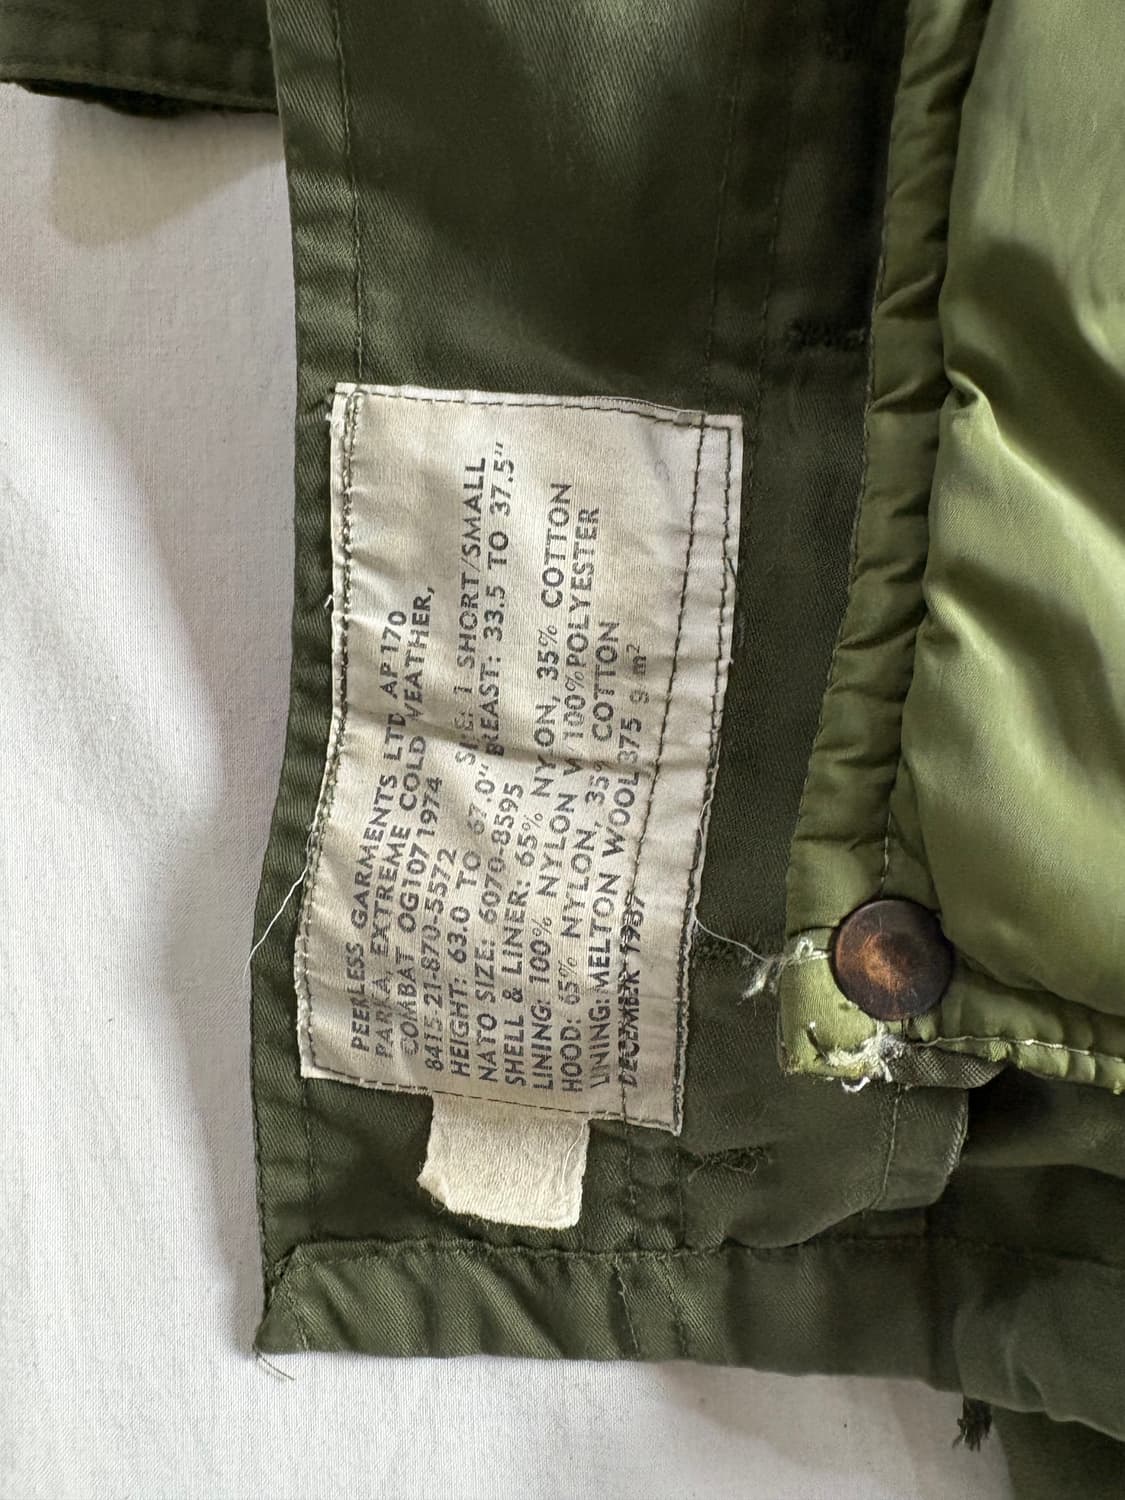 PEERLESS GARMENTS LTD, AP 170
PARKA, EXTREME COLD WEATHER,
COMBAT OG107 1974
8415-21-870-5572 SIZE: 1 SHORT/SMALL
HEIGHT: 63.0 TO 67.0" BREAST: 33.5 TO 37.5"
NATO SIZE: 6070-8595
SHELL & LINER: 65% NYLON, 35% COTTON
LINING: 100% NYLON W/100% POLYESTER
HOOD: 65% NYLON, 35% COTTON
LINING: MELTON WOOL 375 g m²
DECEMBER 1987